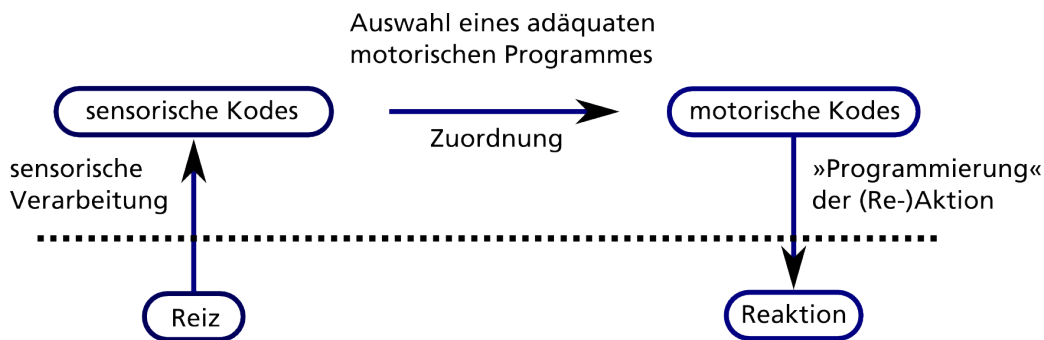 Auswahl eines adäquaten
motorischen Programmes
sensorische Kodes
motorische Kodes
Zuordnung
sensorische
Verarbeitung
»Programmierung«
der (Re-)Aktion
Reiz
Reaktion